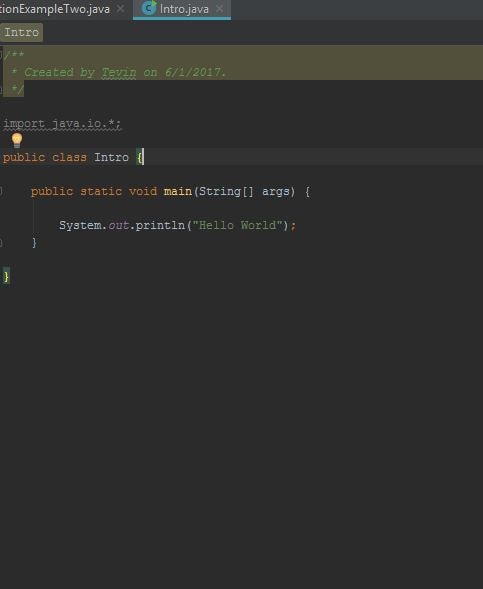 tionExampleTwo.java Intro.java
Intro
/**
* Created by Tevin on 6/1/2017.
*/
import java.io.*;
public class Intro {
public static void main(String[] args) {
System.out.println("Hello World");
}
}